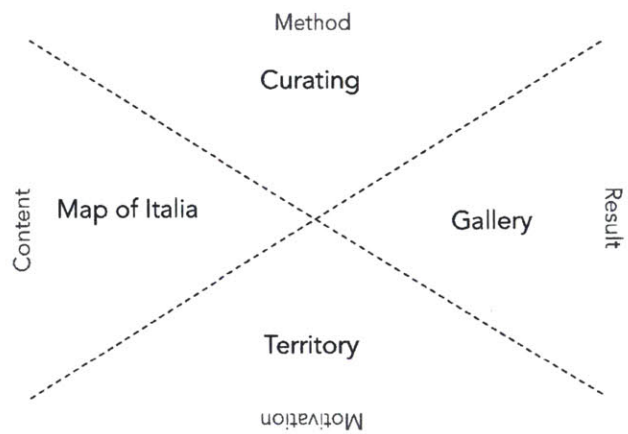 Method
Curating
Content
Map of Italia
Gallery
Result
Territory
Motivation